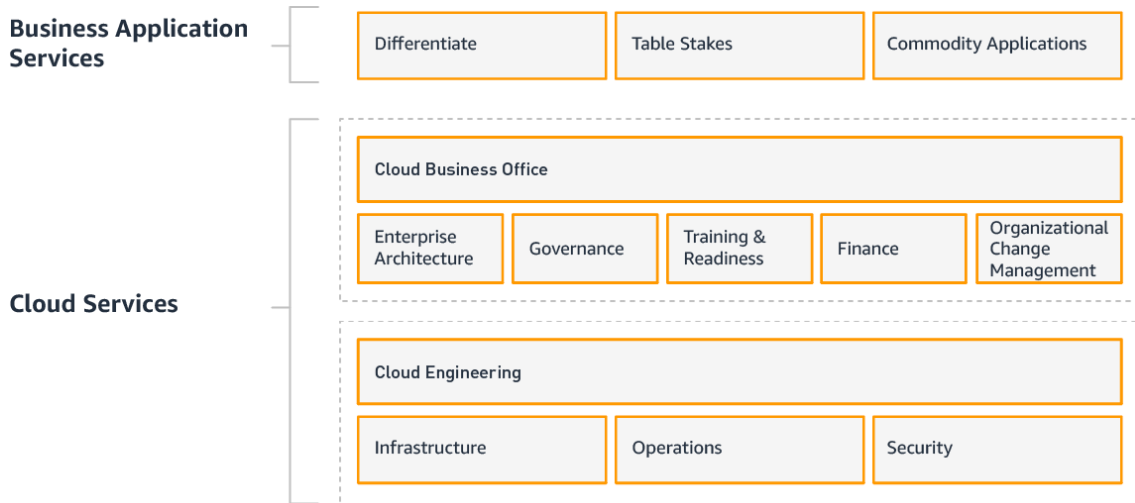 Business Application
Services
Differentiate
Table Stakes
Commodity Applications
Cloud Services
Cloud Business Office
Enterprise
Architecture
Governance
Training &
Readiness
Finance
Organizational
Change
Management
Cloud Engineering
Infrastructure
Operations
Security